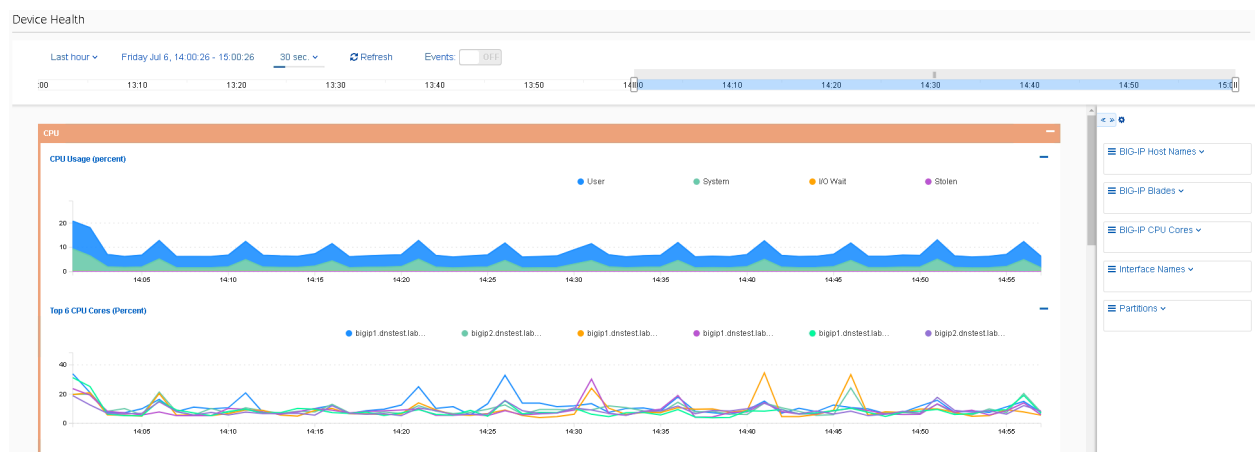 Device Health
Last hour Friday Jul 6, 14:00:26 - 15:00:26 30 sec. Refresh Events: OFF
:00 13:10 13:20 13:30 13:40 13:50 14:10 14:20 14:30 14:40 14:50
CPU
CPU Usage (percent)
User System I/O Wait Stolen
20
10
0
14:05 14:10 14:15 14:20 14:25 14:30 14:35 14:40 14:45 14:50 14:55
Top 6 CPU Cores (Percent)
bigip1.dnstest.lab... bigip2.dnstest.lab... bigip1.dnstest.lab... bigip1.dnstest.lab... bigip1.dnstest.lab... bigip2.dnstest.lab...
40
20
0
14:05 14:10 14:15 14:20 14:25 14:30 14:35 14:40 14:45 14:50 14:55
BIG-IP Host Names
BIG-IP Blades
BIG-IP CPU Cores
Interface Names
Partitions